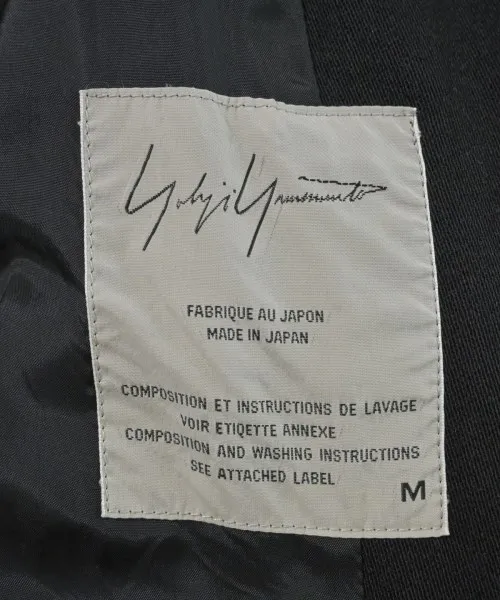 Yohji Yamamoto
FABRIQUE AU JAPON
MADE IN JAPAN
COMPOSITION ET INSTRUCTIONS DE LAVAGE
VOIR ETIQETTE ANNEXE
COMPOSITION AND WASHING INSTRUCTIONS
SEE ATTACHED LABEL
M